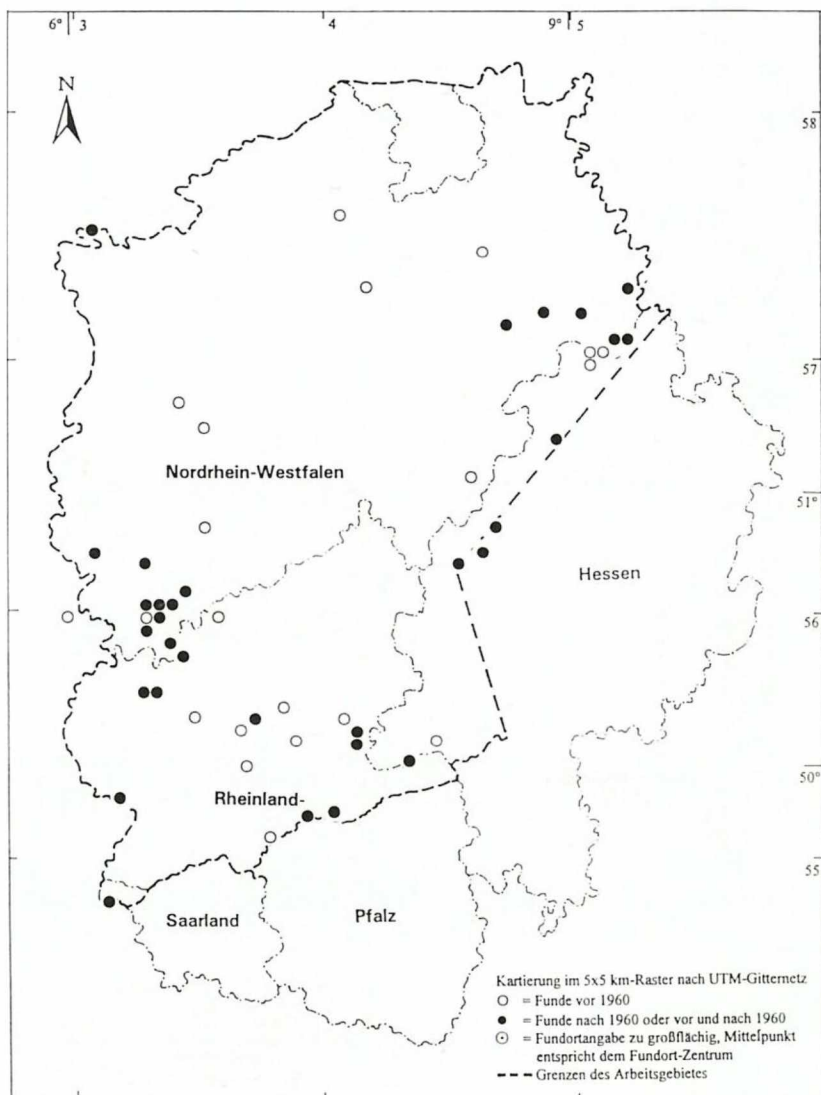 6° 3 4 9° 5
N
58
57
Nordrhein-Westfalen
51°
Hessen
56
50°
Rheinland-
55
Saarland
Pfalz
Kartierung im 5x5 km-Raster nach UTM-Gitternetz
= Funde vor 1960
= Funde nach 1960 oder vor und nach 1960
= Fundortangabe zu großflächig, Mittelpunkt
entspricht dem Fundort-Zentrum
Grenzen des Arbeitsgebietes